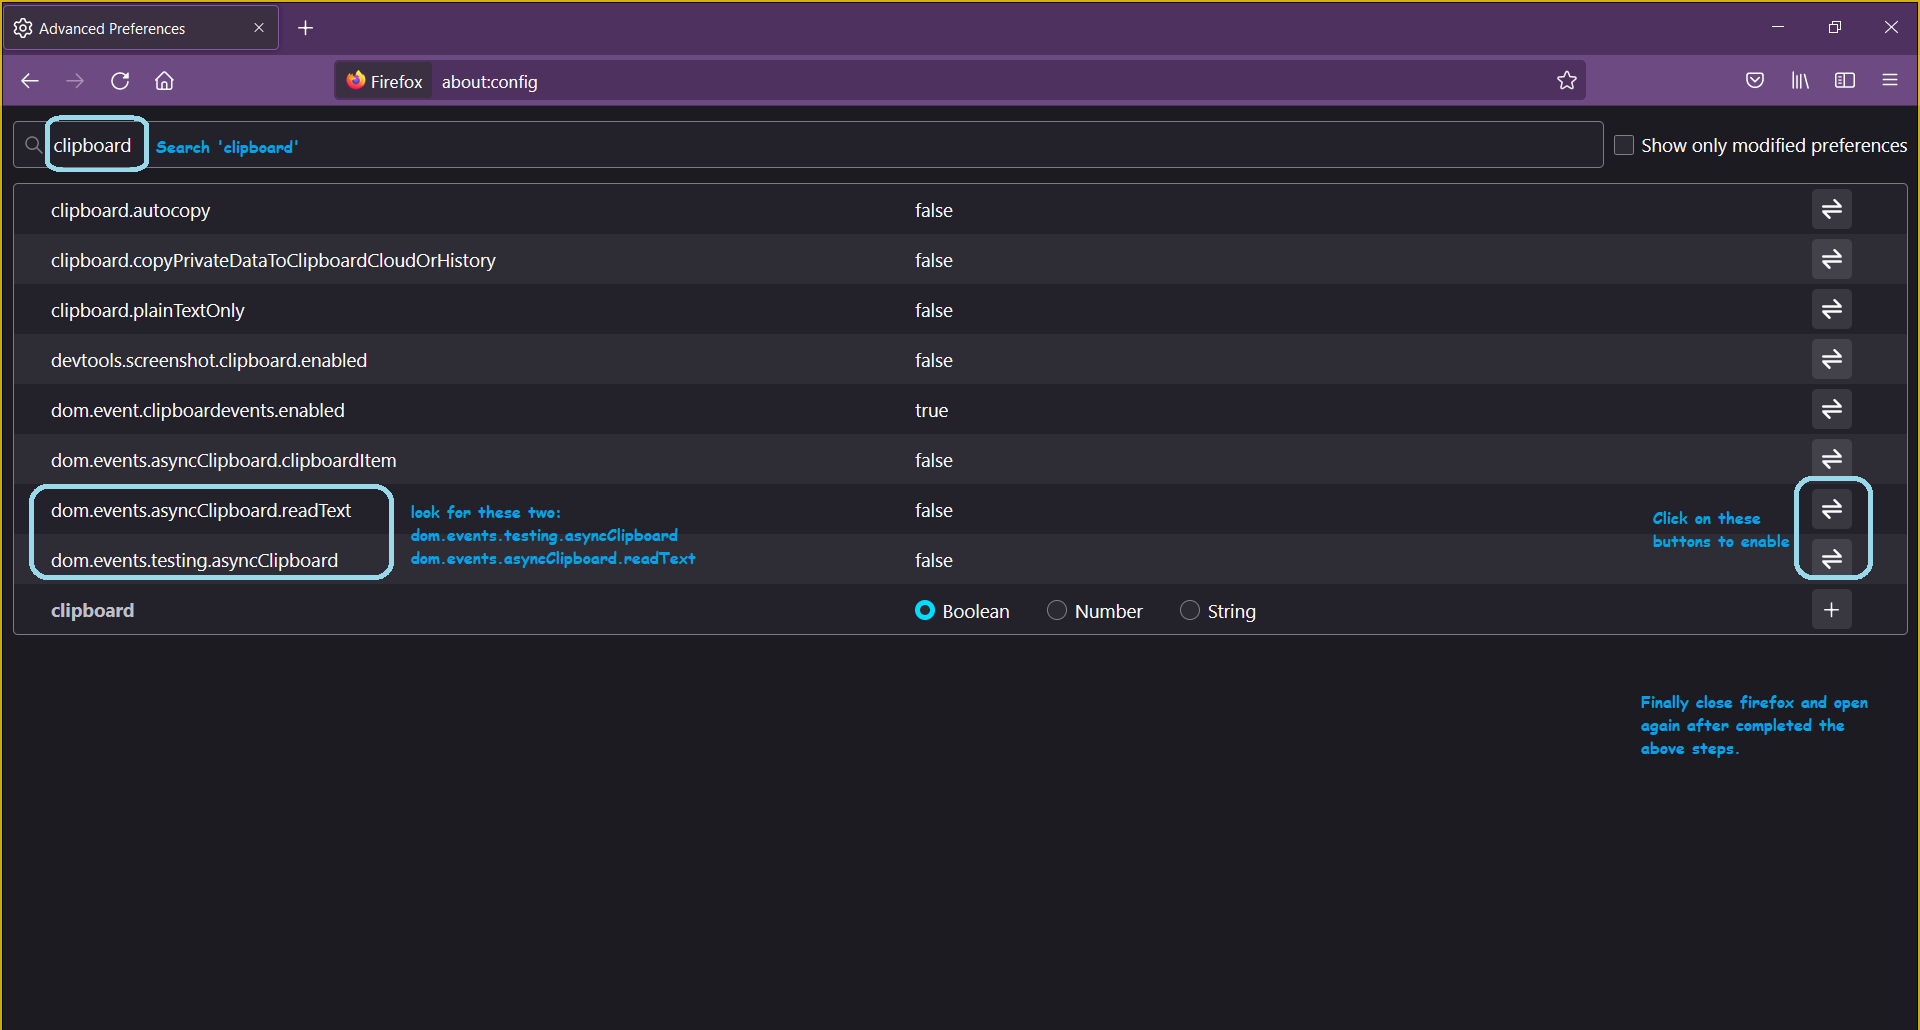 Advanced Preferences
Firefox about:config
clipboard Search 'clipboard' Show only modified preferences
clipboard.autocopy false
clipboard.copyPrivateDataToClipboardCloudOrHistory false
clipboard.plainTextOnly false
devtools.screenshot.clipboard.enabled false
dom.event.clipboardevents.enabled true
dom.events.asyncClipboard.clipboardItem false
dom.events.asyncClipboard.readText false
dom.events.testing.asyncClipboard false
look for these two:
dom.events.testing.asyncClipboard
dom.events.asyncClipboard.readText
Click on these
buttons to enable
clipboard Boolean Number String
Finally close firefox and open
again after completed the
above steps.